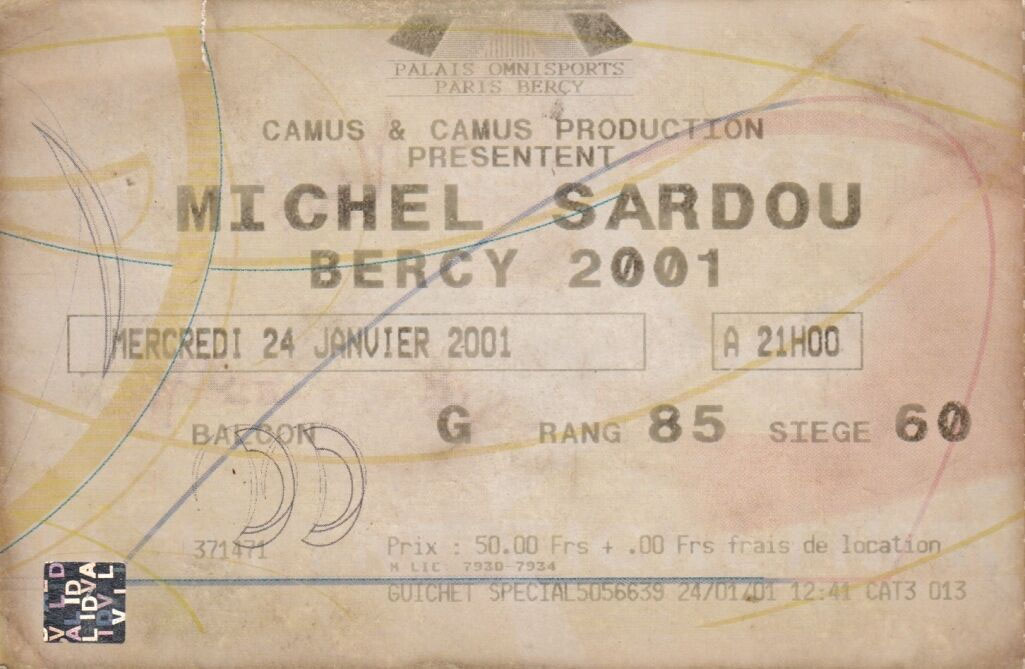 PALAIS OMNISPORTS
PARIS BERCY
CAMUS & CAMUS PRODUCTION
PRESENTENT
MICHEL SARDOU
BERCY 2001
MERCREDI 24 JANVIER 2001 A 21H00
BALCON G RANG 85 SIEGE 60
371471 Prix : 50.00 Frs + .00 Frs frais de location
M LIC: 7930-7934
GUICHET SPECIAL5056639 24/01/01 12:41 CAT3 013
VALID